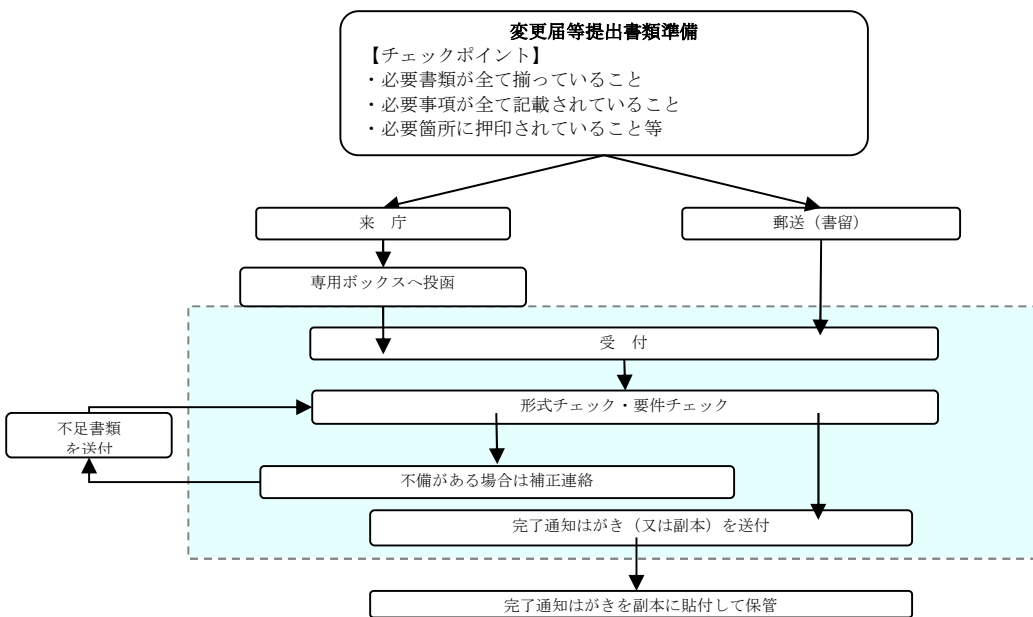 変更届等提出書類準備
【チェックポイント】
・必要書類が全て揃っていること
・必要事項が全て記載されていること
・必要箇所に押印されていること等
来　庁
郵送（書留）
専用ボックスへ投函
受　付
形式チェック・要件チェック
不足書類
を送付
不備がある場合は補正連絡
完了通知はがき（又は副本）を送付
完了通知はがきを副本に貼付して保管